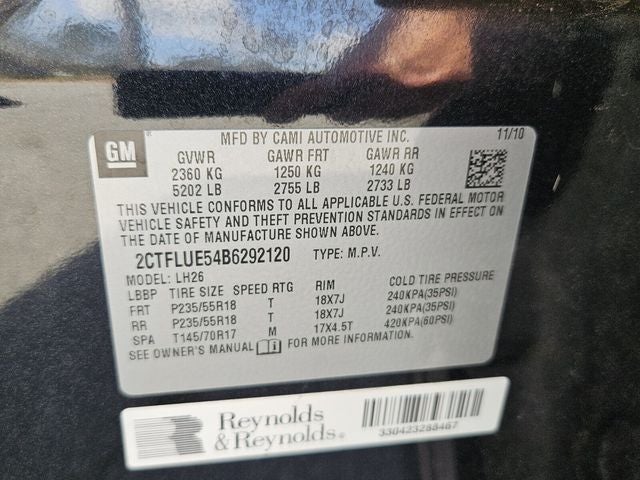 GM
MFD BY CAMI AUTOMOTIVE INC. 11/10
GVWR GAWR FRT GAWR RR
2360 KG 1250 KG 1240 KG
5202 LB 2755 LB 2733 LB
THIS VEHICLE CONFORMS TO ALL APPLICABLE U.S. FEDERAL MOTOR
VEHICLE SAFETY AND THEFT PREVENTION STANDARDS IN EFFECT ON
THE DATE OF MANUFACTURE SHOWN ABOVE.
2CTFLUE54B6292120 TYPE: M.P.V.
MODEL: LH26
LBBP TIRE SIZE SPEED RTG RIM COLD TIRE PRESSURE
FRT P235/55R18 T 18X7J 240KPA(35PSI)
RR P235/55R18 T 18X7J 240KPA(35PSI)
SPA T145/70R17 M 17X4.5T 420KPA(60PSI)
SEE OWNER'S MANUAL FOR MORE INFORMATION.
Reynolds
& Reynolds®
330423288467